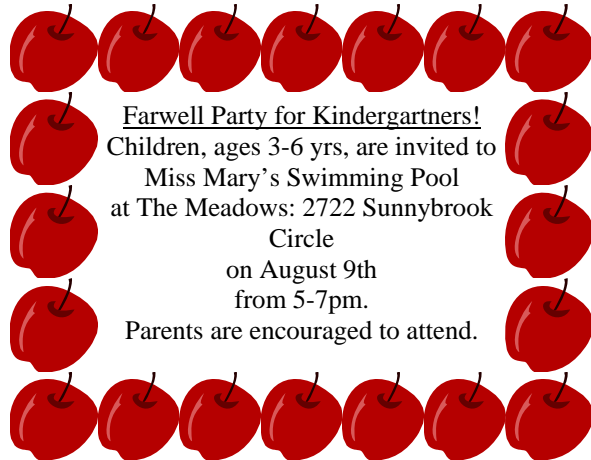 Farwell Party for Kindergartners!
Children, ages 3-6 yrs, are invited to
Miss Mary’s Swimming Pool
at The Meadows: 2722 Sunnybrook
Circle
on August 9th
from 5-7pm.
Parents are encouraged to attend.